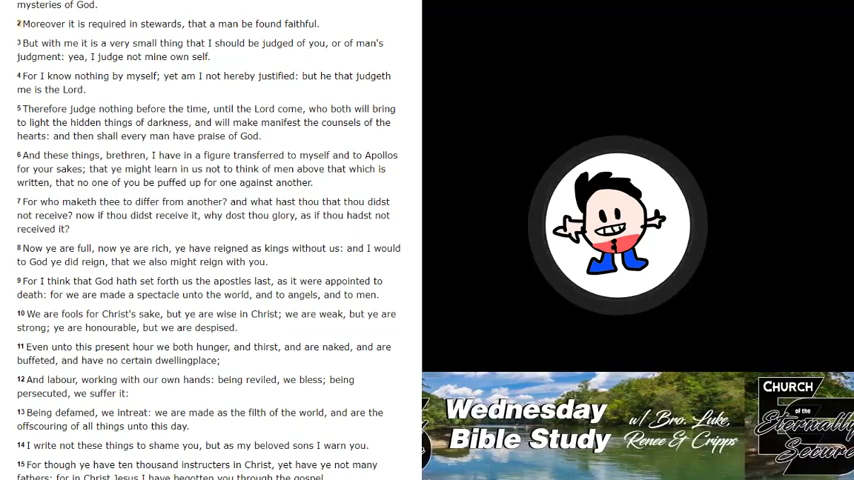 mysteries of God.
2 Moreover it is required in stewards, that a man be found faithful.
3 But with me it is a very small thing that I should be judged of you, or of man's
judgment: yea, I judge not mine own self.
4 For I know nothing by myself; yet am I not hereby justified: but he that judgeth
me is the Lord.
5 Therefore judge nothing before the time, until the Lord come, who both will bring
to light the hidden things of darkness, and will make manifest the counsels of the
hearts: and then shall every man have praise of God.
6 And these things, brethren, I have in a figure transferred to myself and to Apollos
for your sakes; that ye might learn in us not to think of men above that which is
written, that no one of you be puffed up for one against another.
7 For who maketh thee to differ from another? and what hast thou that thou didst
not receive? now if thou didst receive it, why dost thou glory, as if thou hadst not
received it?
8 Now ye are full, now ye are rich, ye have reigned as kings without us: and I would
to God ye did reign, that we also might reign with you.
9 For I think that God hath set forth us the apostles last, as it were appointed to
death: for we are made a spectacle unto the world, and to angels, and to men.
10 We are fools for Christ's sake, but ye are wise in Christ; we are weak, but ye are
strong; ye are honourable, but we are despised.
11 Even unto this present hour we both hunger, and thirst, and are naked, and are
buffeted, and have no certain dwellingplace;
12 And labour, working with our own hands: being reviled, we bless; being
persecuted, we suffer it:
13 Being defamed, we intreat: we are made as the filth of the world, and are the
offscouring of all things unto this day.
14 I write not these things to shame you, but as my beloved sons I warn you.
15 For though ye have ten thousand instructers in Christ, yet have ye not many
fathers: for in Christ Jesus I have begotten you through the gospel.
Wednesday
Bible Study
w/ Bro. Luke,
Renee & Cripps
CHURCH
of the
Eternally
Secure